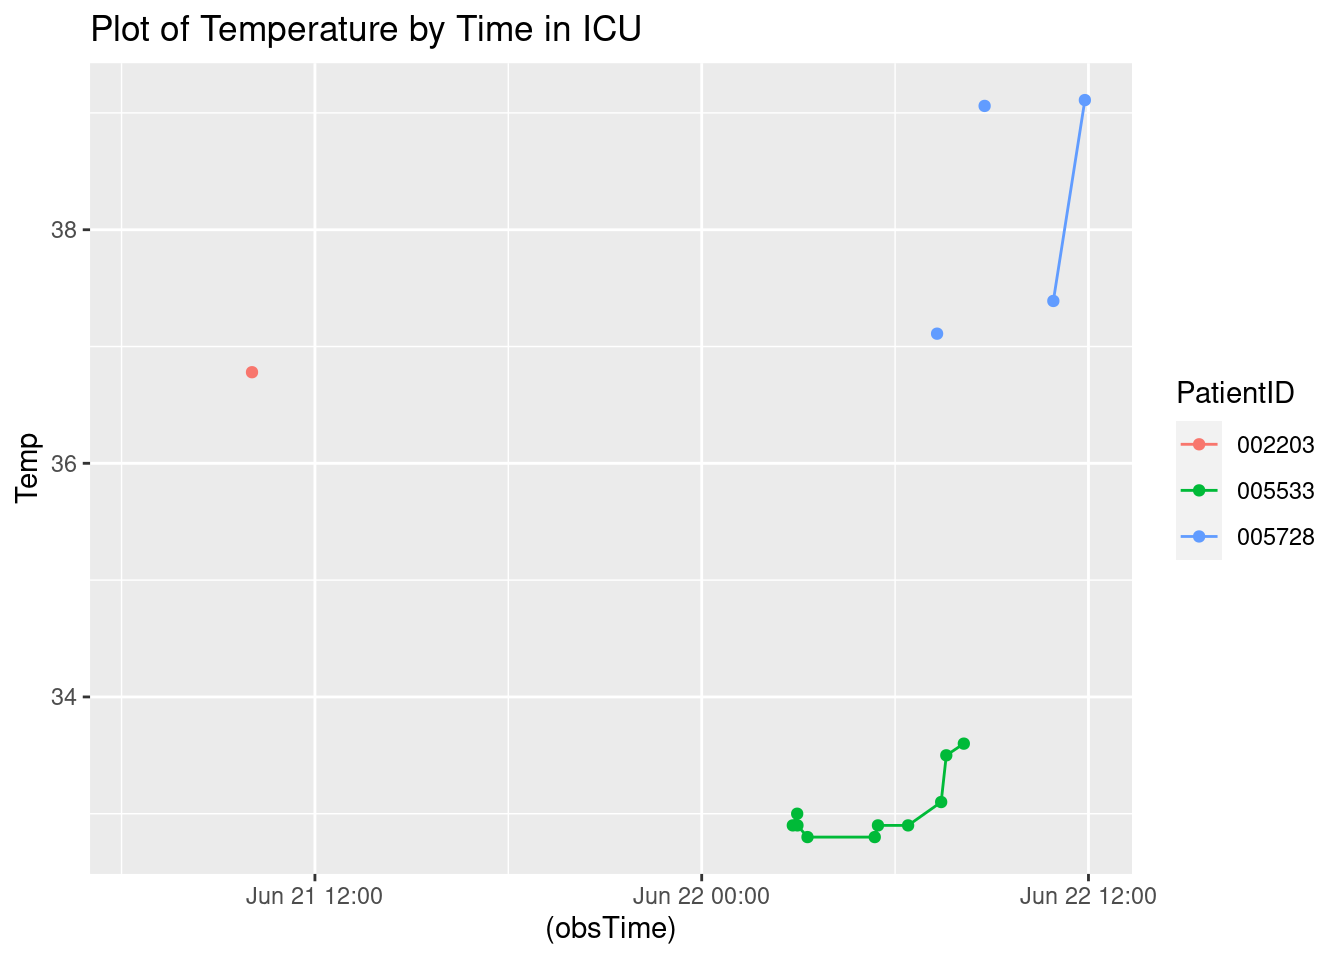 Plot of Temperature by Time in ICU
38
36
34
Temp
Jun 21 12:00
Jun 22 00:00
Jun 22 12:00
(obsTime)
PatientID
002203
005533
005728